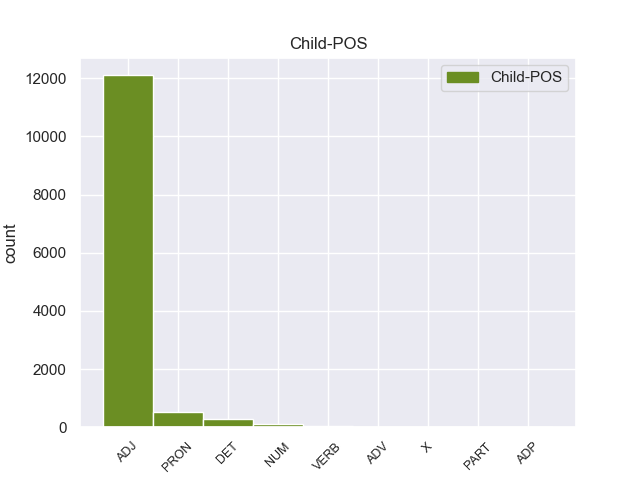 Child-POS
Child-POS
count
12000
10000
8000
6000
4000
2000
0
ADJ
PRON
DET
NUM
VERB
ADV
X
PART
ADP